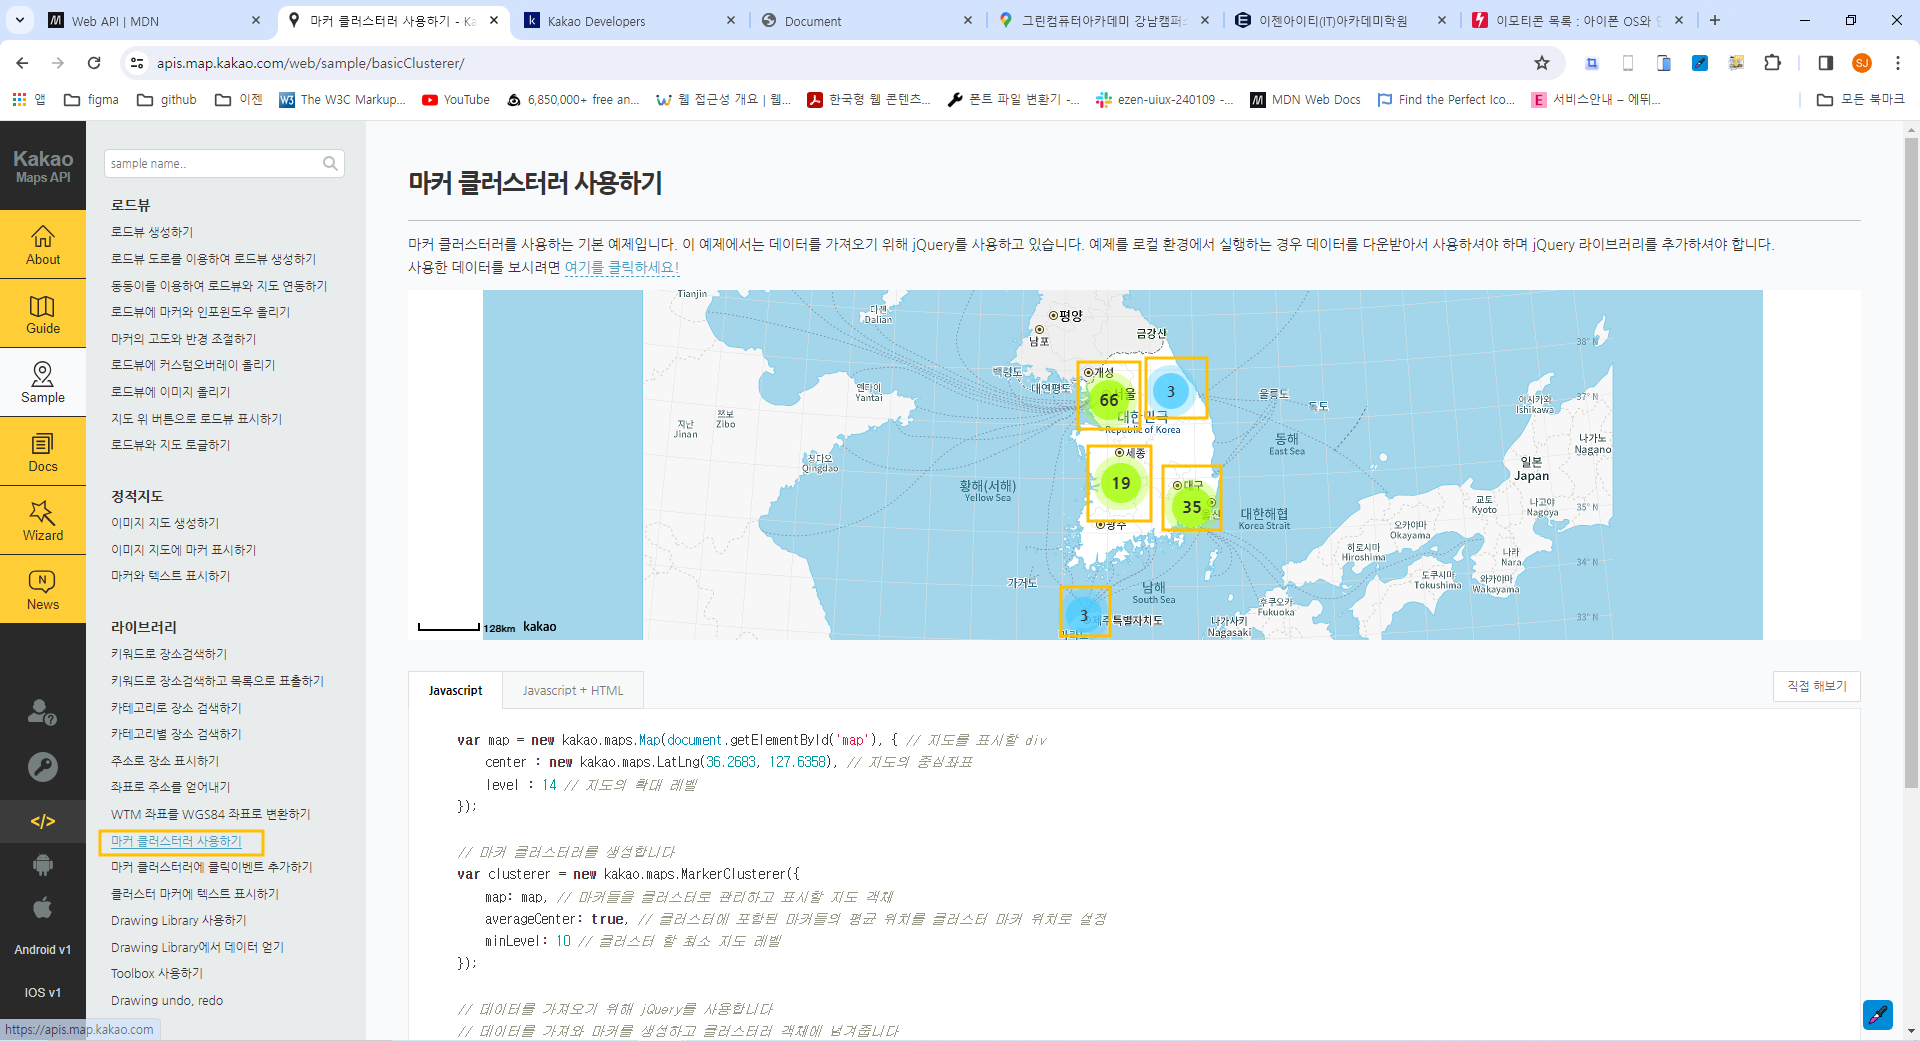 Web API | MDN
마커 클러스터러 사용하기 - Ka
Kakao Developers
Document
그린컴퓨터아카데미 강남캠퍼
이젠아이티(IT)아카데미학원
이모티콘 목록 : 아이폰 OS와
apis.map.kakao.com/web/sample/basicClusterer/
SJ
앱
figma
github
이젠
The W3C Markup...
YouTube
6,850,000+ free an...
웹 접근성 개요 | 웹...
한국형 웹 콘텐츠...
폰트 파일 변환기 -...
ezen-uiux-240109 -...
MDN Web Docs
Find the Perfect Ico...
서비스안내 – 에뛰...
모든 북마크
Kakao
Maps API
About
Guide
Sample
Docs
Wizard
News
</>
Android v1
IOS v1
sample name..
로드뷰
로드뷰 생성하기
로드뷰 도로를 이용하여 로드뷰 생성하기
동동이를 이용하여 로드뷰와 지도 연동하기
로드뷰에 마커와 인포윈도우 올리기
마커의 고도와 반경 조절하기
로드뷰에 커스텀오버레이 올리기
로드뷰에 이미지 올리기
지도 위 버튼으로 로드뷰 표시하기
로드뷰와 지도 토글하기
정적지도
이미지 지도 생성하기
이미지 지도에 마커 표시하기
마커와 텍스트 표시하기
라이브러리
키워드로 장소검색하기
키워드로 장소검색하고 목록으로 표출하기
카테고리로 장소 검색하기
카테고리별 장소 검색하기
주소로 장소 표시하기
좌표로 주소를 얻어내기
WTM 좌표를 WGS84 좌표로 변환하기
마커 클러스터러 사용하기
마커 클러스터러에 클릭이벤트 추가하기
클러스터 마커에 텍스트 표시하기
Drawing Library 사용하기
Drawing Library에서 데이터 얻기
Toolbox 사용하기
Drawing undo, redo
https://apis.map.kakao.com
마커 클러스터러 사용하기
마커 클러스터러를 사용하는 기본 예제입니다. 이 예제에서는 데이터를 가져오기 위해 jQuery를 사용하고 있습니다. 예제를 로컬 환경에서 실행하는 경우 데이터를 다운받아서 사용하셔야 하며 jQuery 라이브러리를 추가하셔야 합니다.
사용한 데이터를 보시려면 여기를 클릭하세요!
Tianjin
다롄
Dalian
평양
남포
금강산
38° N
백령도
개성
대연평도
66
서울
3
대한민국
Republic of Korea
울릉도
독도
37° N
이시카와
Ishikawa
옌타이
Yantai
쯔보
Zibo
지난
Jinan
칭다오
Qingdao
세종
동해
East Sea
나가노
Nagano
일본
Japan
황해(서해)
Yellow Sea
19
대구
35
울산
광주
대한해협
Korea Strait
교토
Kyoto
나고야
Nagoya
35° N
오카야마
Okayama
히로시마
Hiroshima
나라
Nara
34° N
가거도
남해
South Sea
도쿠시마
Tokushima
와카야마
Wakayama
후쿠오카
Fukuoka
3
제주특별자치도
마라도
나가사키
Nagasaki
33° N
128km
kakao
Javascript
Javascript + HTML
직접 해보기
var map = new kakao.maps.Map(document.getElementById('map'), { // 지도를 표시할 div
center : new kakao.maps.LatLng(36.2683, 127.6358), // 지도의 중심좌표
level : 14 // 지도의 확대 레벨
});
// 마커 클러스터러를 생성합니다
var clusterer = new kakao.maps.MarkerClusterer({
map: map, // 마커들을 클러스터로 관리하고 표시할 지도 객체
averageCenter: true, // 클러스터에 포함된 마커들의 평균 위치를 클러스터 마커 위치로 설정
minLevel: 10 // 클러스터 할 최소 지도 레벨
});
// 데이터를 가져오기 위해 jQuery를 사용합니다
// 데이터를 가져와 마커를 생성하고 클러스터러 객체에 넘겨줍니다